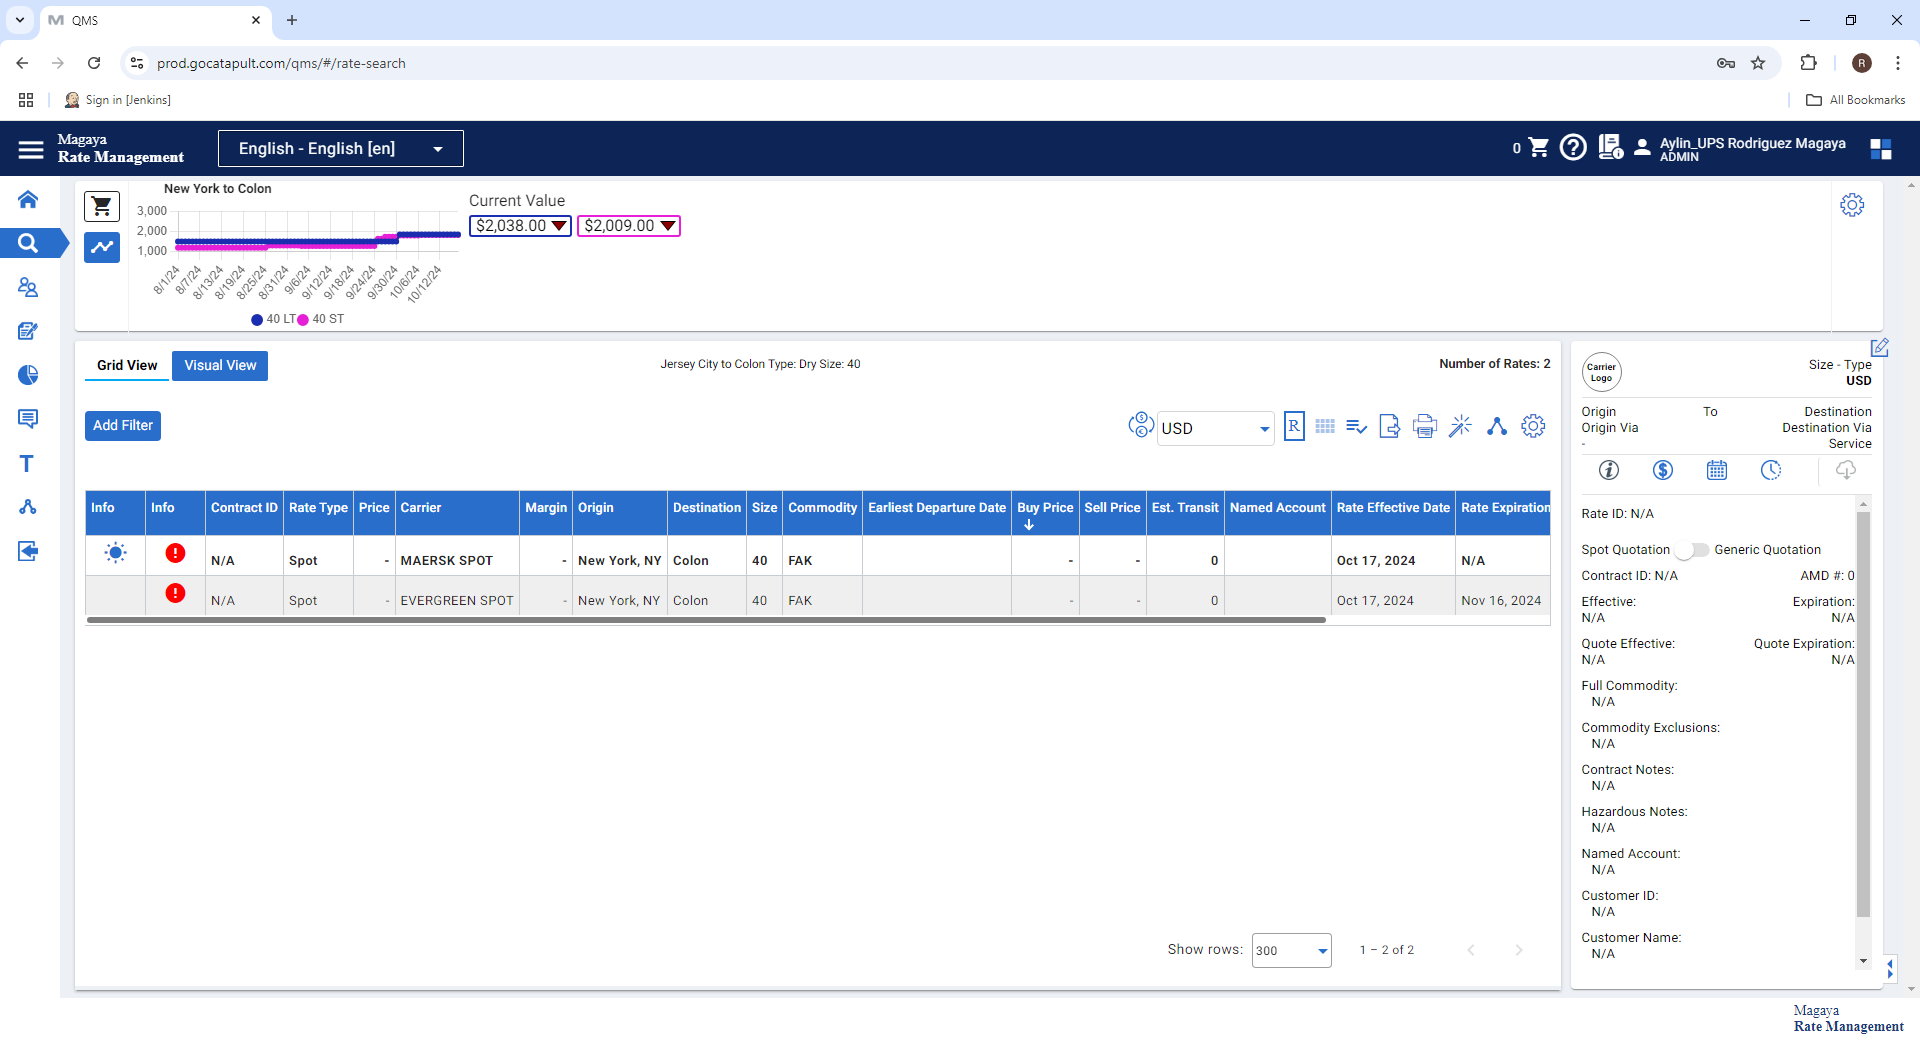 QMS
prod.gocatapult.com/qms/#/rate-search
R
Sign in [Jenkins]
All Bookmarks
Magaya
Rate Management
English - English [en]
0
Aylin_UPS Rodriguez Magaya
ADMIN
New York to Colon
3,000
2,000
1,000
8/1/24
8/7/24
8/13/24
8/19/24
8/25/24
8/31/24
9/6/24
9/12/24
9/18/24
9/24/24
9/30/24
10/6/24
10/12/24
40 LT 40 ST
Current Value
$2,038.00 $2,009.00
Grid View Visual View
Jersey City to Colon Type: Dry Size: 40
Number of Rates: 2
Add Filter
USD
R
Info Info Contract ID Rate Type Price Carrier Margin Origin Destination Size Commodity Earliest Departure Date Buy Price Sell Price Est. Transit Named Account Rate Effective Date Rate Expiration
N/A Spot - MAERSK SPOT - New York, NY Colon 40 FAK - - 0 Oct 17, 2024 N/A
N/A Spot - EVERGREEN SPOT - New York, NY Colon 40 FAK - - 0 Oct 17, 2024 Nov 16, 2024
Show rows: 300 1 – 2 of 2
Carrier
Logo
Size - Type
USD
Origin To Destination
Origin Via Destination Via
- Service
Rate ID: N/A
Spot Quotation Generic Quotation
Contract ID: N/A AMD #: 0
Effective: Expiration:
N/A N/A
Quote Effective: Quote Expiration:
N/A N/A
Full Commodity:
N/A
Commodity Exclusions:
N/A
Contract Notes:
N/A
Hazardous Notes:
N/A
Named Account:
N/A
Customer ID:
N/A
Customer Name:
N/A
Magaya
Rate Management